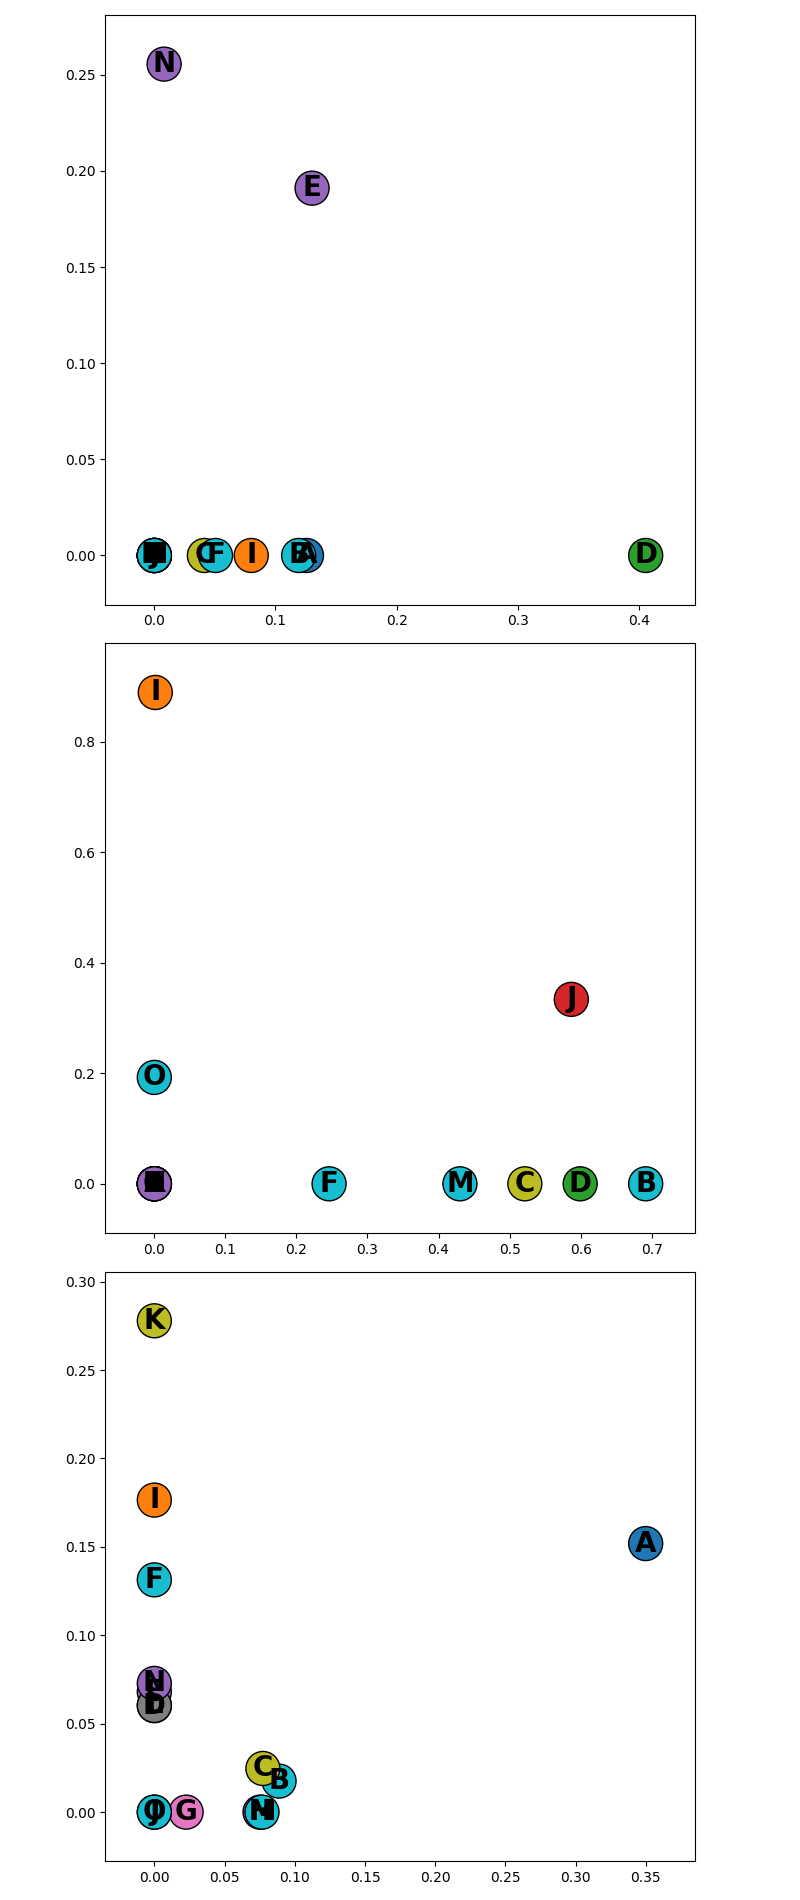 0.25
N
0.20
E
0.15
0.10
0.05
0.00
C F I B A D
0.0 0.1 0.2 0.3 0.4
I
0.8
0.6
0.4
J
0.2
O
0.0
F M C D B
0.0 0.1 0.2 0.3 0.4 0.5 0.6 0.7
0.30
K
0.25
0.20
I
0.15
A
F
0.10
N
D
0.05
C
B
0.00
J O G H M
0.00 0.05 0.10 0.15 0.20 0.25 0.30 0.35